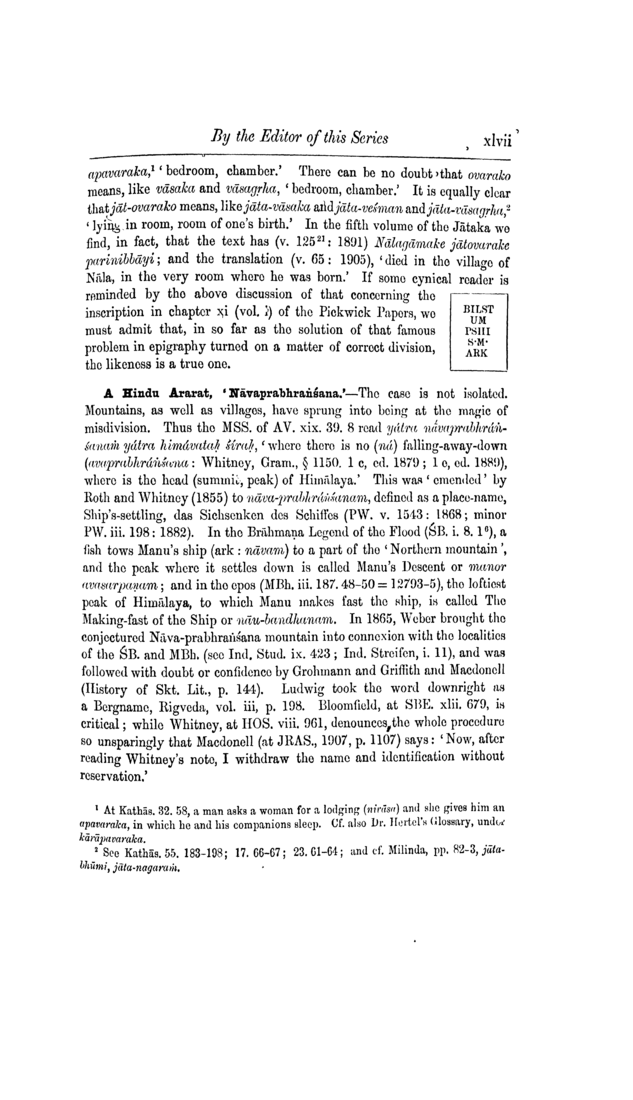 By the Editor of this Series xlvii
apavaraka,¹ ‘bedroom, chamber.’ There can be no doubt that ovarako
means, like vāsaka and vāsagṛha, ‘bedroom, chamber.’ It is equally clear
that jāt-ovarako means, like jāta-vāsaka and jāta-veśman and jāta-vāsagṛha,²
‘lying in room, room of one's birth.’ In the fifth volume of the Jātaka we
find, in fact, that the text has (v. 125²¹: 1891) Nālagāmake jātovarake
parinibbāyi; and the translation (v. 65: 1905), ‘died in the village of
Nāla, in the very room where he was born.’ If some cynical reader is
reminded by the above discussion of that concerning the
inscription in chapter xi (vol. i) of the Pickwick Papers, we
must admit that, in so far as the solution of that famous
problem in epigraphy turned on a matter of correct division,
the likeness is a true one.
BILST
UM
PSHI
S·M·
ARK
A Hindu Ararat, ‘Nāvaprabhraṅśana.’—The case is not isolated.
Mountains, as well as villages, have sprung into being at the magic of
misdivision. Thus the MSS. of AV. xix. 39. 8 read yátra nā́vaprabhráṅ-
śanaṁ yátra himávataḥ śíraḥ, ‘where there is no (ná) falling-away-down
(avaprabhráṅśana: Whitney, Gram., § 1150. 1 c, ed. 1879; 1 e, ed. 1889),
where is the head (summit, peak) of Himālaya.’ This was ‘emended’ by
Roth and Whitney (1855) to nāva-prabhráṅśanam, defined as a place-name,
Ship's-settling, das Sichsenken des Schiffes (PW. v. 1543: 1868; minor
PW. iii. 198: 1882). In the Brāhmaṇa Legend of the Flood (ŚB. i. 8. 1⁶), a
fish tows Manu's ship (ark: nāvam) to a part of the ‘Northern mountain’,
and the peak where it settles down is called Manu's Descent or manor
avasarpaṇam; and in the epos (MBh. iii. 187. 48-50 = 12793-5), the loftiest
peak of Himālaya, to which Manu makes fast the ship, is called The
Making-fast of the Ship or nāu-bandhanam. In 1865, Weber brought the
conjectured Nāva-prabhraṅśana mountain into connexion with the localities
of the ŚB. and MBh. (see Ind. Stud. ix. 423; Ind. Streifen, i. 11), and was
followed with doubt or confidence by Grohmann and Griffith and Macdonell
(History of Skt. Lit., p. 144). Ludwig took the word downright as
a Bergname, Rigveda, vol. iii, p. 198. Bloomfield, at SBE. xlii. 679, is
critical; while Whitney, at HOS. viii. 961, denounces the whole procedure
so unsparingly that Macdonell (at JRAS., 1907, p. 1107) says: ‘Now, after
reading Whitney's note, I withdraw the name and identification without
reservation.’
¹ At Kathās. 32. 58, a man asks a woman for a lodging (nivāsa) and she gives him an
apavaraka, in which he and his companions sleep. Cf. also Dr. Hertel's Glossary, under
kārāpavaraka.
² See Kathās. 55. 183-198; 17. 66-67; 23. 61-64; and cf. Milinda, pp. 82-3, jāta-
bhūmi, jāta-nagaraṁ.